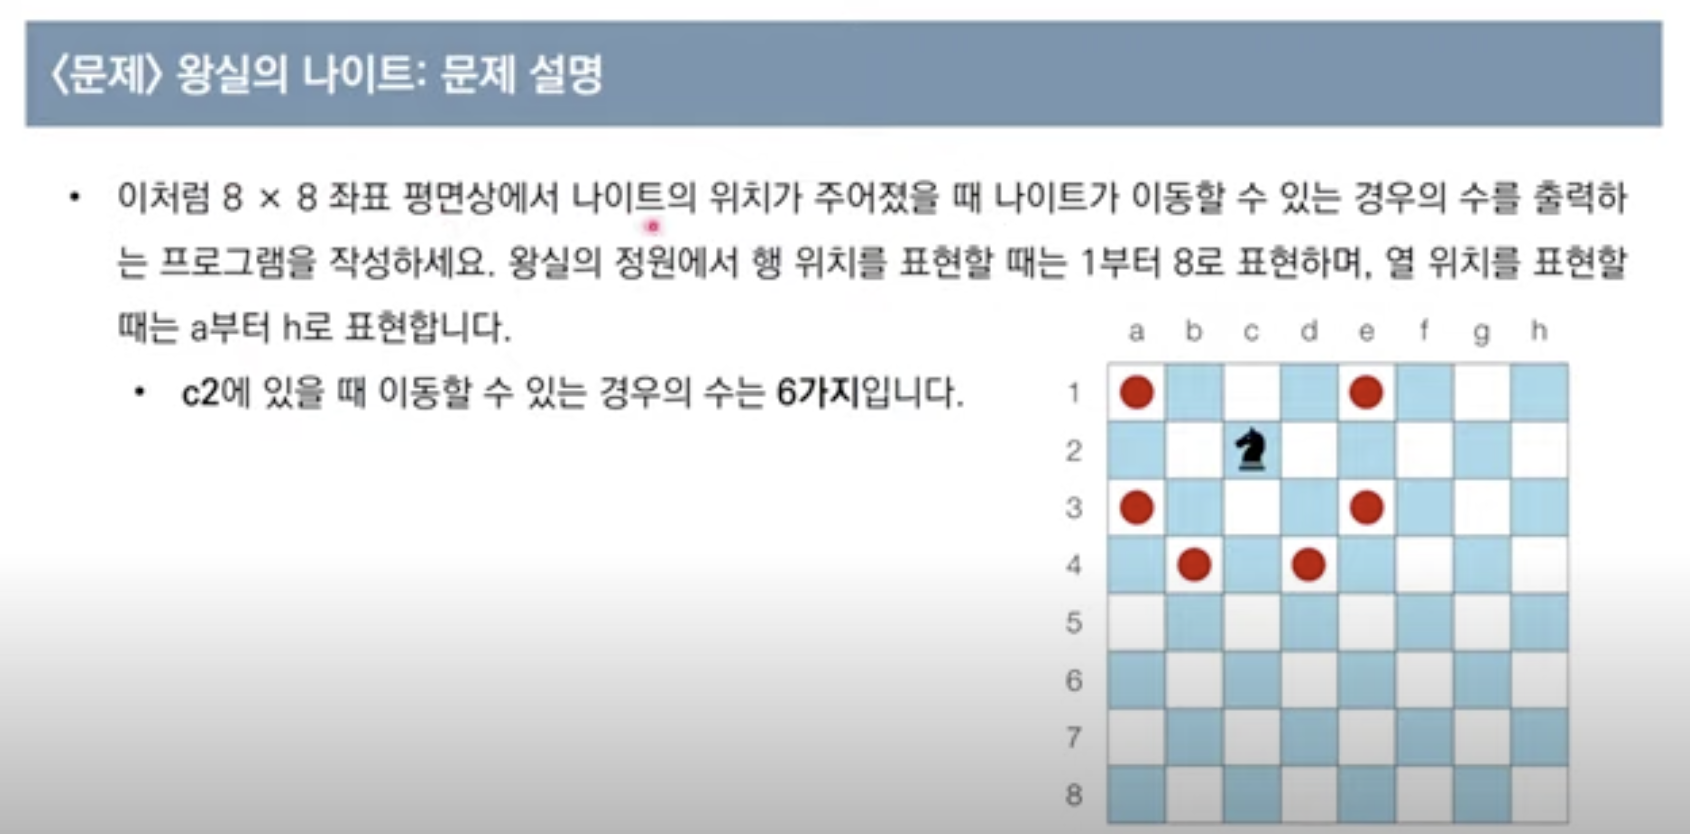 <문제> 왕실의 나이트: 문제 설명
• 이처럼 8 × 8 좌표 평면상에서 나이트의 위치가 주어졌을 때 나이트가 이동할 수 있는 경우의 수를 출력하
는 프로그램을 작성하세요. 왕실의 정원에서 행 위치를 표현할 때는 1부터 8로 표현하며, 열 위치를 표현할
때는 a부터 h로 표현합니다.
• c2에 있을 때 이동할 수 있는 경우의 수는 6가지입니다.
a b c d e f g h
1
2
3
4
5
6
7
8